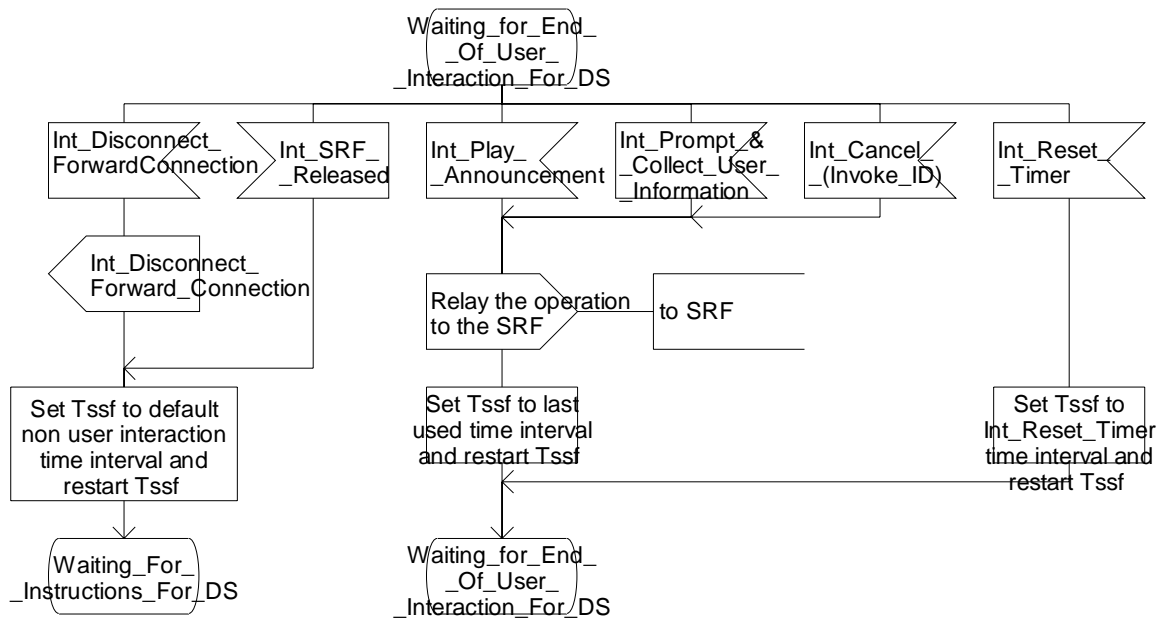 Waiting_for_End_
_Of_User_
_Interaction_For_DS
Int_Disconnect_
ForwardConnection
Int_SRF_
_Released
Int_Play_
_Announcement
Int_Prompt_&
_Collect_User_
_Information
Int_Cancel_
_(Invoke_ID)
Int_Reset_
_Timer
Int_Disconnect_
Forward_Connection
Relay the operation
to the SRF
to SRF
Set Tssf to default
non user interaction
time interval and
restart Tssf
Set Tssf to last
used time interval
and restart Tssf
Set Tssf to
Int_Reset_Timer
time interval and
restart Tssf
Waiting_For_
_Instructions_For_DS
Waiting_for_End_
_Of_User_
_Interaction_For_DS